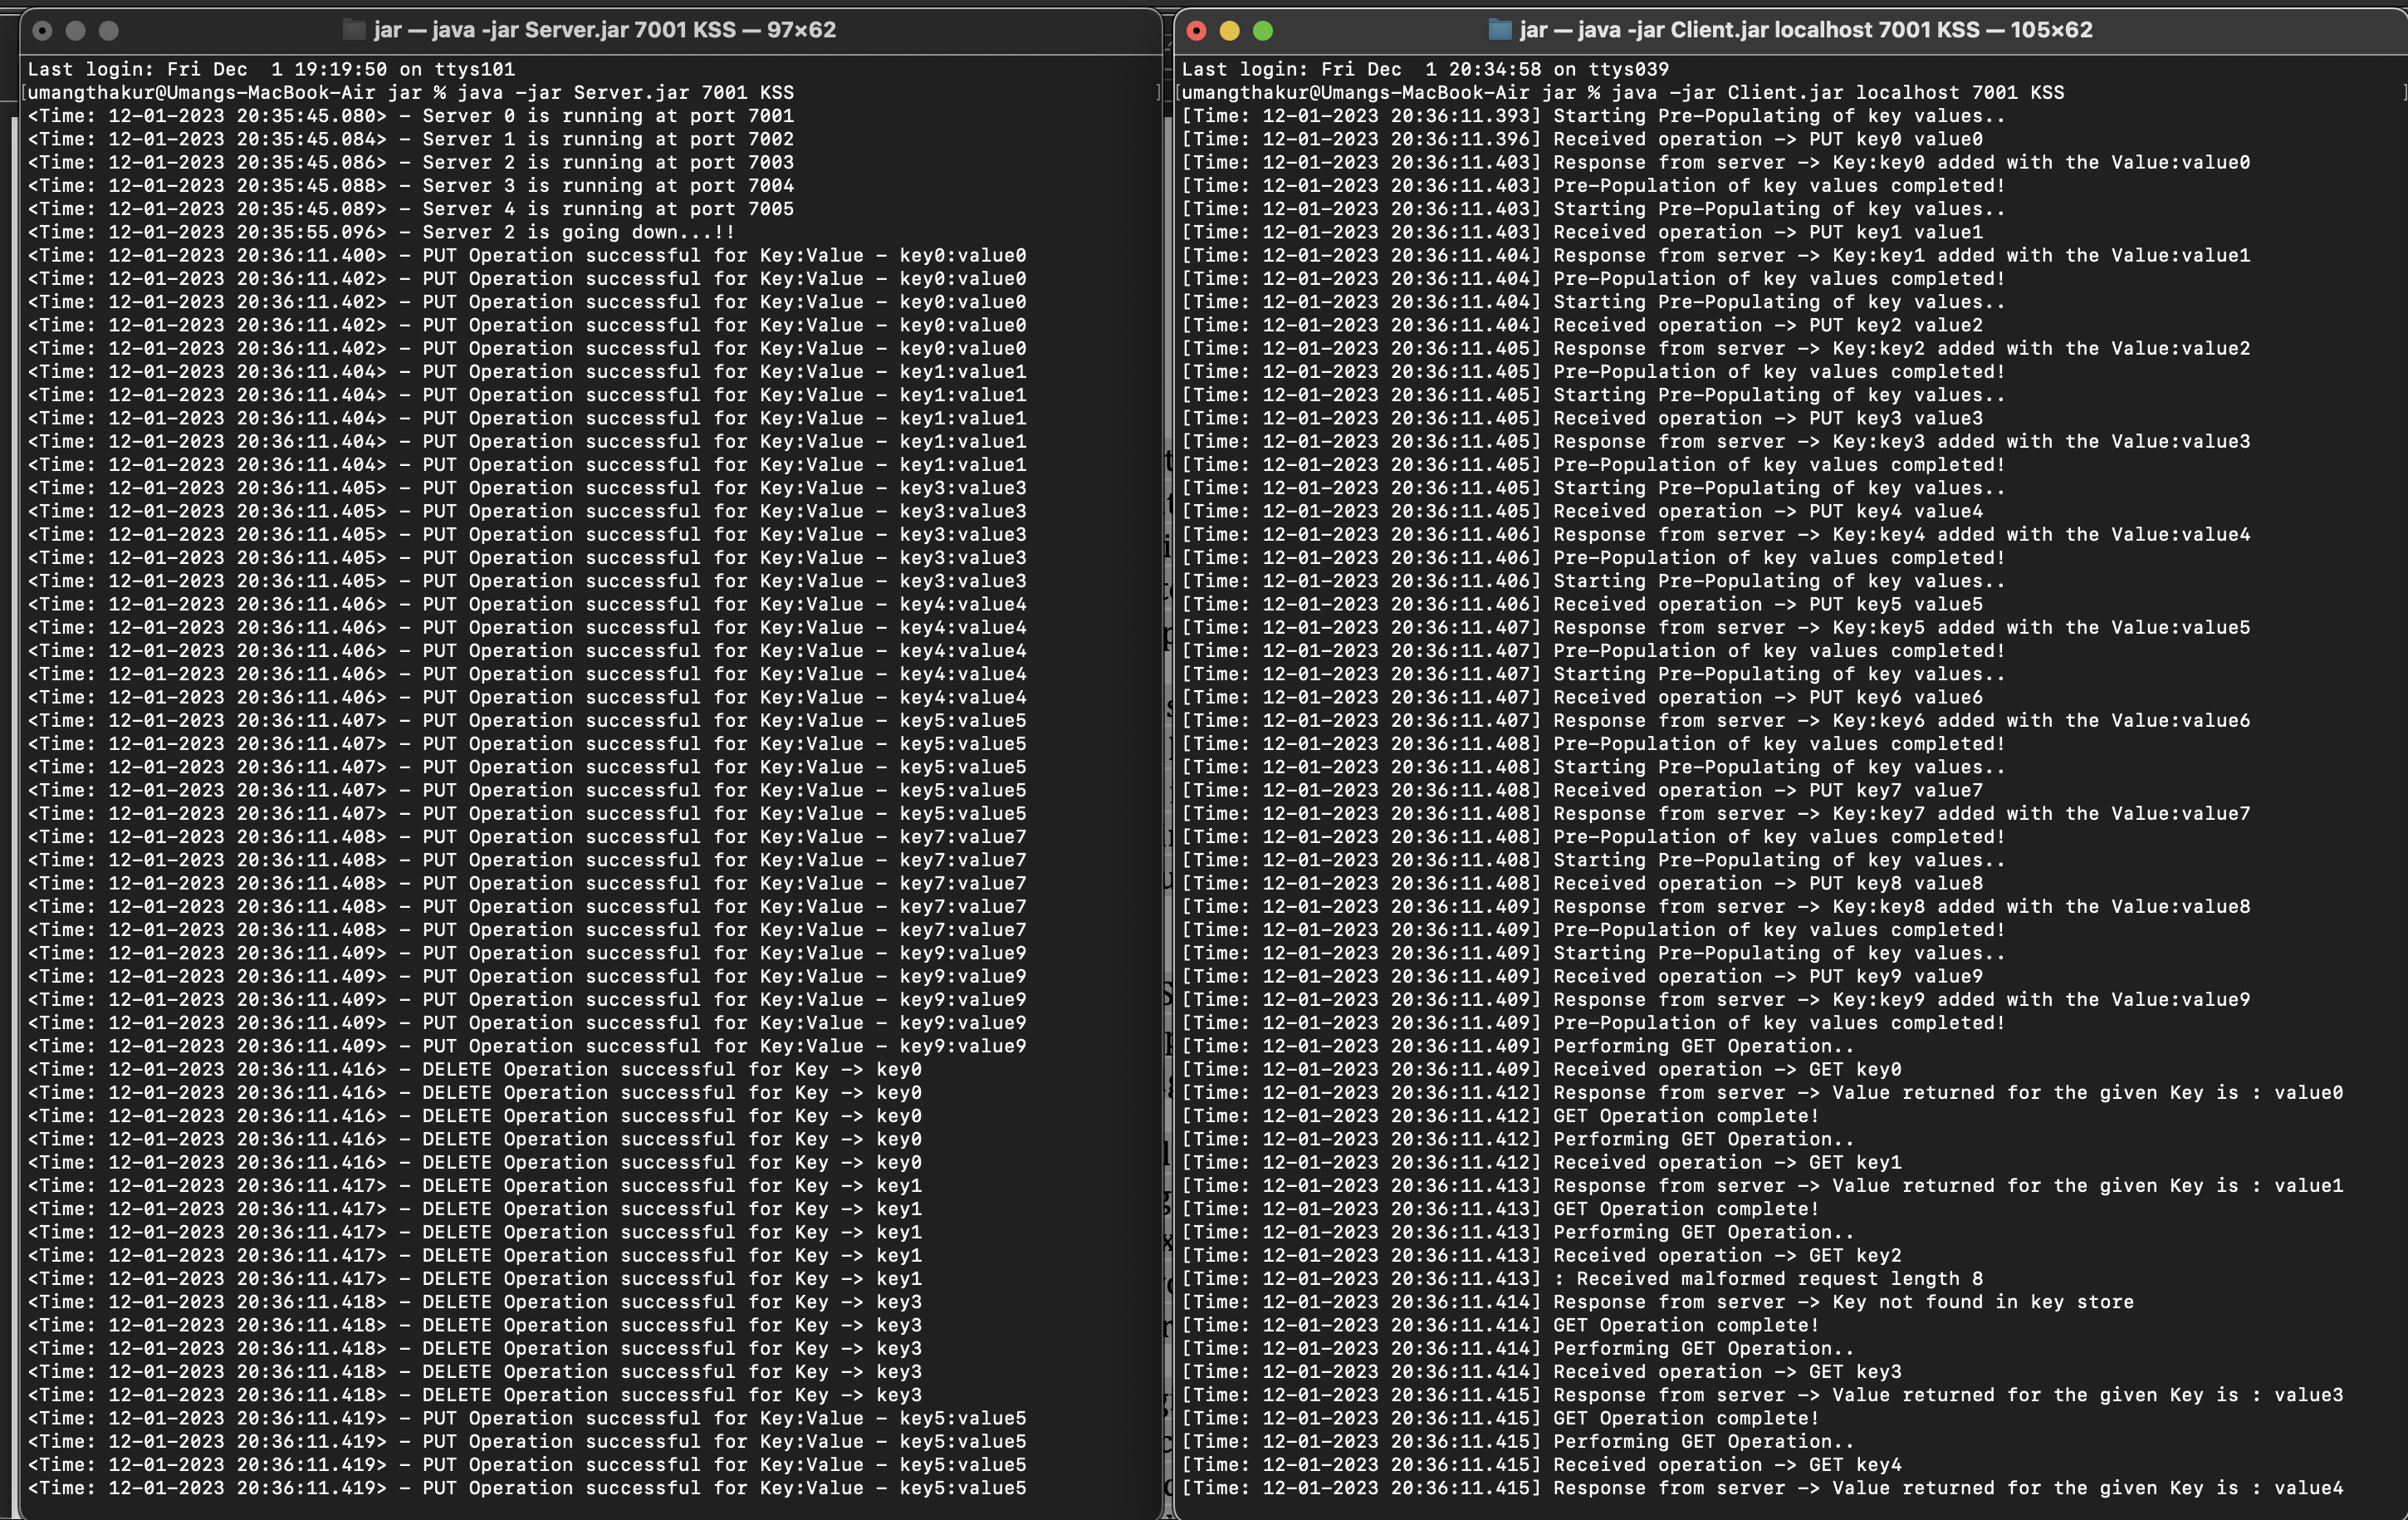 jar — java -jar Server.jar 7001 KSS — 97×62
Last login: Fri Dec  1 19:19:50 on ttys101
[umangthakur@Umangs-MacBook-Air jar % java -jar Server.jar 7001 KSS ]
<Time: 12-01-2023 20:35:45.080> - Server 0 is running at port 7001
<Time: 12-01-2023 20:35:45.084> - Server 1 is running at port 7002
<Time: 12-01-2023 20:35:45.086> - Server 2 is running at port 7003
<Time: 12-01-2023 20:35:45.088> - Server 3 is running at port 7004
<Time: 12-01-2023 20:35:45.089> - Server 4 is running at port 7005
<Time: 12-01-2023 20:35:55.096> - Server 2 is going down...!!
<Time: 12-01-2023 20:36:11.400> - PUT Operation successful for Key:Value - key0:value0
<Time: 12-01-2023 20:36:11.402> - PUT Operation successful for Key:Value - key0:value0
<Time: 12-01-2023 20:36:11.402> - PUT Operation successful for Key:Value - key0:value0
<Time: 12-01-2023 20:36:11.402> - PUT Operation successful for Key:Value - key0:value0
<Time: 12-01-2023 20:36:11.402> - PUT Operation successful for Key:Value - key0:value0
<Time: 12-01-2023 20:36:11.404> - PUT Operation successful for Key:Value - key1:value1
<Time: 12-01-2023 20:36:11.404> - PUT Operation successful for Key:Value - key1:value1
<Time: 12-01-2023 20:36:11.404> - PUT Operation successful for Key:Value - key1:value1
<Time: 12-01-2023 20:36:11.404> - PUT Operation successful for Key:Value - key1:value1
<Time: 12-01-2023 20:36:11.404> - PUT Operation successful for Key:Value - key1:value1
<Time: 12-01-2023 20:36:11.405> - PUT Operation successful for Key:Value - key3:value3
<Time: 12-01-2023 20:36:11.405> - PUT Operation successful for Key:Value - key3:value3
<Time: 12-01-2023 20:36:11.405> - PUT Operation successful for Key:Value - key3:value3
<Time: 12-01-2023 20:36:11.405> - PUT Operation successful for Key:Value - key3:value3
<Time: 12-01-2023 20:36:11.405> - PUT Operation successful for Key:Value - key3:value3
<Time: 12-01-2023 20:36:11.406> - PUT Operation successful for Key:Value - key4:value4
<Time: 12-01-2023 20:36:11.406> - PUT Operation successful for Key:Value - key4:value4
<Time: 12-01-2023 20:36:11.406> - PUT Operation successful for Key:Value - key4:value4
<Time: 12-01-2023 20:36:11.406> - PUT Operation successful for Key:Value - key4:value4
<Time: 12-01-2023 20:36:11.406> - PUT Operation successful for Key:Value - key4:value4
<Time: 12-01-2023 20:36:11.407> - PUT Operation successful for Key:Value - key5:value5
<Time: 12-01-2023 20:36:11.407> - PUT Operation successful for Key:Value - key5:value5
<Time: 12-01-2023 20:36:11.407> - PUT Operation successful for Key:Value - key5:value5
<Time: 12-01-2023 20:36:11.407> - PUT Operation successful for Key:Value - key5:value5
<Time: 12-01-2023 20:36:11.407> - PUT Operation successful for Key:Value - key5:value5
<Time: 12-01-2023 20:36:11.408> - PUT Operation successful for Key:Value - key7:value7
<Time: 12-01-2023 20:36:11.408> - PUT Operation successful for Key:Value - key7:value7
<Time: 12-01-2023 20:36:11.408> - PUT Operation successful for Key:Value - key7:value7
<Time: 12-01-2023 20:36:11.408> - PUT Operation successful for Key:Value - key7:value7
<Time: 12-01-2023 20:36:11.408> - PUT Operation successful for Key:Value - key7:value7
<Time: 12-01-2023 20:36:11.409> - PUT Operation successful for Key:Value - key9:value9
<Time: 12-01-2023 20:36:11.409> - PUT Operation successful for Key:Value - key9:value9
<Time: 12-01-2023 20:36:11.409> - PUT Operation successful for Key:Value - key9:value9
<Time: 12-01-2023 20:36:11.409> - PUT Operation successful for Key:Value - key9:value9
<Time: 12-01-2023 20:36:11.409> - PUT Operation successful for Key:Value - key9:value9
<Time: 12-01-2023 20:36:11.416> - DELETE Operation successful for Key -> key0
<Time: 12-01-2023 20:36:11.416> - DELETE Operation successful for Key -> key0
<Time: 12-01-2023 20:36:11.416> - DELETE Operation successful for Key -> key0
<Time: 12-01-2023 20:36:11.416> - DELETE Operation successful for Key -> key0
<Time: 12-01-2023 20:36:11.416> - DELETE Operation successful for Key -> key0
<Time: 12-01-2023 20:36:11.417> - DELETE Operation successful for Key -> key1
<Time: 12-01-2023 20:36:11.417> - DELETE Operation successful for Key -> key1
<Time: 12-01-2023 20:36:11.417> - DELETE Operation successful for Key -> key1
<Time: 12-01-2023 20:36:11.417> - DELETE Operation successful for Key -> key1
<Time: 12-01-2023 20:36:11.417> - DELETE Operation successful for Key -> key1
<Time: 12-01-2023 20:36:11.418> - DELETE Operation successful for Key -> key3
<Time: 12-01-2023 20:36:11.418> - DELETE Operation successful for Key -> key3
<Time: 12-01-2023 20:36:11.418> - DELETE Operation successful for Key -> key3
<Time: 12-01-2023 20:36:11.418> - DELETE Operation successful for Key -> key3
<Time: 12-01-2023 20:36:11.418> - DELETE Operation successful for Key -> key3
<Time: 12-01-2023 20:36:11.419> - PUT Operation successful for Key:Value - key5:value5
<Time: 12-01-2023 20:36:11.419> - PUT Operation successful for Key:Value - key5:value5
<Time: 12-01-2023 20:36:11.419> - PUT Operation successful for Key:Value - key5:value5
<Time: 12-01-2023 20:36:11.419> - PUT Operation successful for Key:Value - key5:value5
jar — java -jar Client.jar localhost 7001 KSS — 105×62
Last login: Fri Dec  1 20:34:58 on ttys039
[umangthakur@Umangs-MacBook-Air jar % java -jar Client.jar localhost 7001 KSS ]
[Time: 12-01-2023 20:36:11.393] Starting Pre-Populating of key values..
[Time: 12-01-2023 20:36:11.396] Received operation -> PUT key0 value0
[Time: 12-01-2023 20:36:11.403] Response from server -> Key:key0 added with the Value:value0
[Time: 12-01-2023 20:36:11.403] Pre-Population of key values completed!
[Time: 12-01-2023 20:36:11.403] Starting Pre-Populating of key values..
[Time: 12-01-2023 20:36:11.403] Received operation -> PUT key1 value1
[Time: 12-01-2023 20:36:11.404] Response from server -> Key:key1 added with the Value:value1
[Time: 12-01-2023 20:36:11.404] Pre-Population of key values completed!
[Time: 12-01-2023 20:36:11.404] Starting Pre-Populating of key values..
[Time: 12-01-2023 20:36:11.404] Received operation -> PUT key2 value2
[Time: 12-01-2023 20:36:11.405] Response from server -> Key:key2 added with the Value:value2
[Time: 12-01-2023 20:36:11.405] Pre-Population of key values completed!
[Time: 12-01-2023 20:36:11.405] Starting Pre-Populating of key values..
[Time: 12-01-2023 20:36:11.405] Received operation -> PUT key3 value3
[Time: 12-01-2023 20:36:11.405] Response from server -> Key:key3 added with the Value:value3
[Time: 12-01-2023 20:36:11.405] Pre-Population of key values completed!
[Time: 12-01-2023 20:36:11.405] Starting Pre-Populating of key values..
[Time: 12-01-2023 20:36:11.405] Received operation -> PUT key4 value4
[Time: 12-01-2023 20:36:11.406] Response from server -> Key:key4 added with the Value:value4
[Time: 12-01-2023 20:36:11.406] Pre-Population of key values completed!
[Time: 12-01-2023 20:36:11.406] Starting Pre-Populating of key values..
[Time: 12-01-2023 20:36:11.406] Received operation -> PUT key5 value5
[Time: 12-01-2023 20:36:11.407] Response from server -> Key:key5 added with the Value:value5
[Time: 12-01-2023 20:36:11.407] Pre-Population of key values completed!
[Time: 12-01-2023 20:36:11.407] Starting Pre-Populating of key values..
[Time: 12-01-2023 20:36:11.407] Received operation -> PUT key6 value6
[Time: 12-01-2023 20:36:11.407] Response from server -> Key:key6 added with the Value:value6
[Time: 12-01-2023 20:36:11.408] Pre-Population of key values completed!
[Time: 12-01-2023 20:36:11.408] Starting Pre-Populating of key values..
[Time: 12-01-2023 20:36:11.408] Received operation -> PUT key7 value7
[Time: 12-01-2023 20:36:11.408] Response from server -> Key:key7 added with the Value:value7
[Time: 12-01-2023 20:36:11.408] Pre-Population of key values completed!
[Time: 12-01-2023 20:36:11.408] Starting Pre-Populating of key values..
[Time: 12-01-2023 20:36:11.408] Received operation -> PUT key8 value8
[Time: 12-01-2023 20:36:11.409] Response from server -> Key:key8 added with the Value:value8
[Time: 12-01-2023 20:36:11.409] Pre-Population of key values completed!
[Time: 12-01-2023 20:36:11.409] Starting Pre-Populating of key values..
[Time: 12-01-2023 20:36:11.409] Received operation -> PUT key9 value9
[Time: 12-01-2023 20:36:11.409] Response from server -> Key:key9 added with the Value:value9
[Time: 12-01-2023 20:36:11.409] Pre-Population of key values completed!
[Time: 12-01-2023 20:36:11.409] Performing GET Operation..
[Time: 12-01-2023 20:36:11.409] Received operation -> GET key0
[Time: 12-01-2023 20:36:11.412] Response from server -> Value returned for the given Key is : value0
[Time: 12-01-2023 20:36:11.412] GET Operation complete!
[Time: 12-01-2023 20:36:11.412] Performing GET Operation..
[Time: 12-01-2023 20:36:11.412] Received operation -> GET key1
[Time: 12-01-2023 20:36:11.413] Response from server -> Value returned for the given Key is : value1
[Time: 12-01-2023 20:36:11.413] GET Operation complete!
[Time: 12-01-2023 20:36:11.413] Performing GET Operation..
[Time: 12-01-2023 20:36:11.413] Received operation -> GET key2
[Time: 12-01-2023 20:36:11.413] : Received malformed request length 8
[Time: 12-01-2023 20:36:11.414] Response from server -> Key not found in key store
[Time: 12-01-2023 20:36:11.414] GET Operation complete!
[Time: 12-01-2023 20:36:11.414] Performing GET Operation..
[Time: 12-01-2023 20:36:11.414] Received operation -> GET key3
[Time: 12-01-2023 20:36:11.415] Response from server -> Value returned for the given Key is : value3
[Time: 12-01-2023 20:36:11.415] GET Operation complete!
[Time: 12-01-2023 20:36:11.415] Performing GET Operation..
[Time: 12-01-2023 20:36:11.415] Received operation -> GET key4
[Time: 12-01-2023 20:36:11.415] Response from server -> Value returned for the given Key is : value4